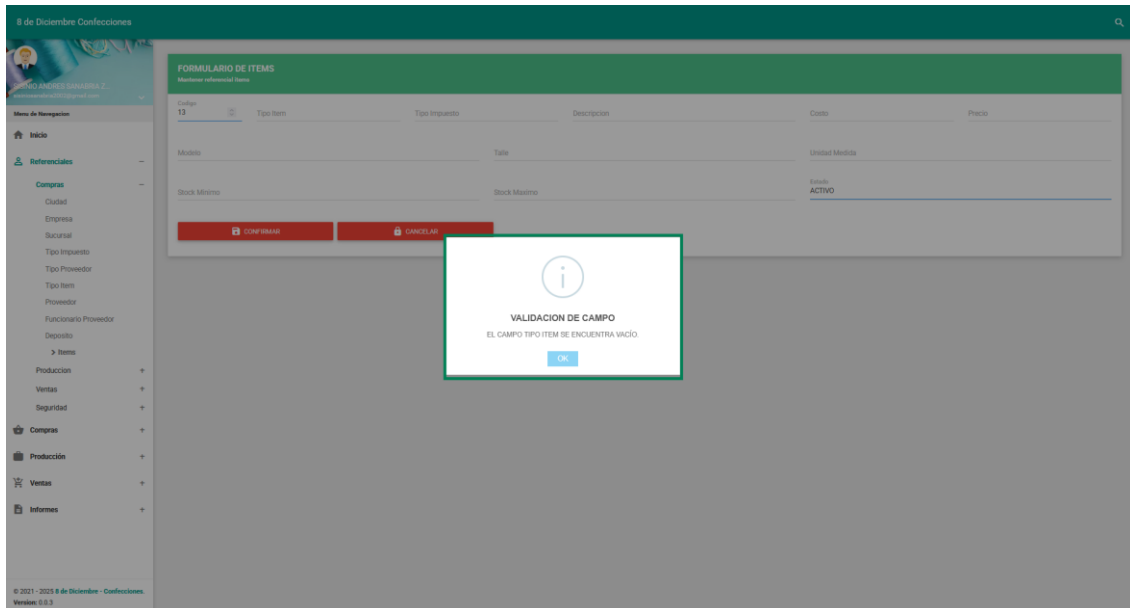 8 de Diciembre Confecciones
Menu de Navegacion
Inicio
Referenciales
Compras
Ciudad
Empresa
Sucursal
Tipo Impuesto
Tipo Proveedor
Tipo Item
Proveedor
Funcionario Proveedor
Deposito
Items
Produccion
Ventas
Seguridad
Compras
Producción
Ventas
Informes
© 2021 - 2025 8 de Diciembre - Confecciones.
Version: 0.0.3
FORMULARIO DE ITEMS
Mantener referencial Items
Codigo
13 Tipo Item Tipo Impuesto Descripcion Costo Precio
Modelo Talle Unidad Medida
Estado
Stock Minimo Stock Maximo ACTIVO
CONFIRMAR CANCELAR
VALIDACION DE CAMPO
EL CAMPO TIPO ITEM SE ENCUENTRA VACÍO.
OK